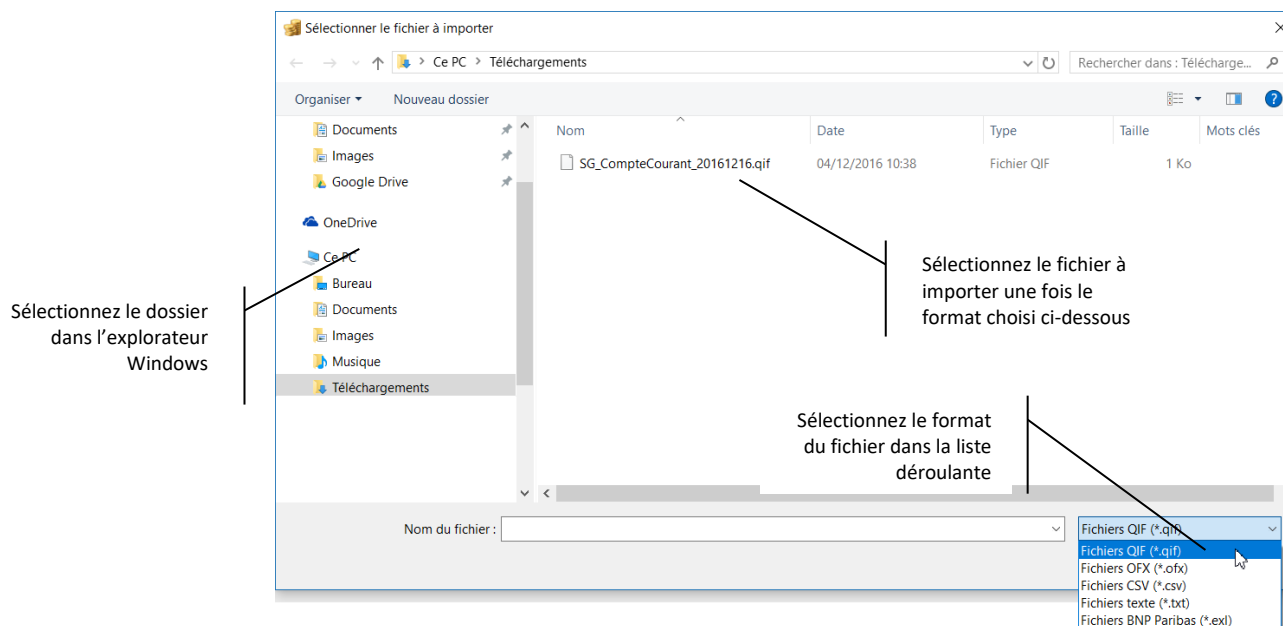 Sélectionner le fichier à importer
Ce PC > Téléchargements
Rechercher dans : Télécharge...
Organiser
Nouveau dossier
Documents
Images
Google Drive
OneDrive
Ce PC
Bureau
Documents
Images
Musique
Téléchargements
Nom Date Type Taille Mots clés
SG_CompteCourant_20161216.qif 04/12/2016 10:38 Fichier QIF 1 Ko
Sélectionnez le dossier
dans l’explorateur
Windows
Sélectionnez le fichier à
importer une fois le
format choisi ci-dessous
Sélectionnez le format
du fichier dans la liste
déroulante
Nom du fichier :
Fichiers QIF (*.qif)
Fichiers QIF (*.qif)
Fichiers OFX (*.ofx)
Fichiers CSV (*.csv)
Fichiers texte (*.txt)
Fichiers BNP Paribas (*.exl)